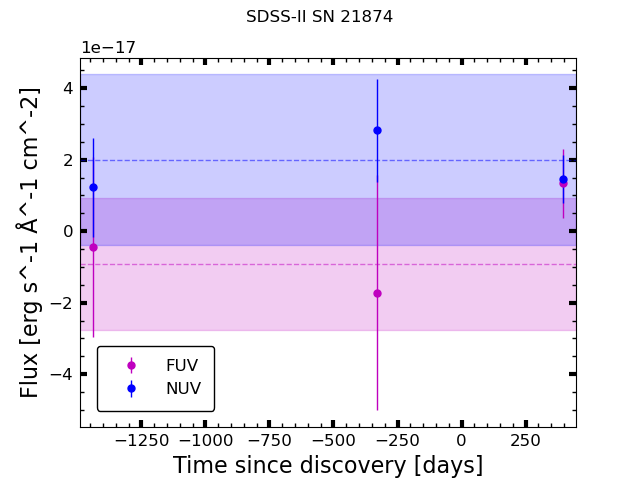 SDSS-II SN 21874
1e−17
4
2
0
−2
−4
Flux [erg s^-1 Å^-1 cm^-2]
FUV
NUV
−1250 −1000 −750 −500 −250 0 250
Time since discovery [days]